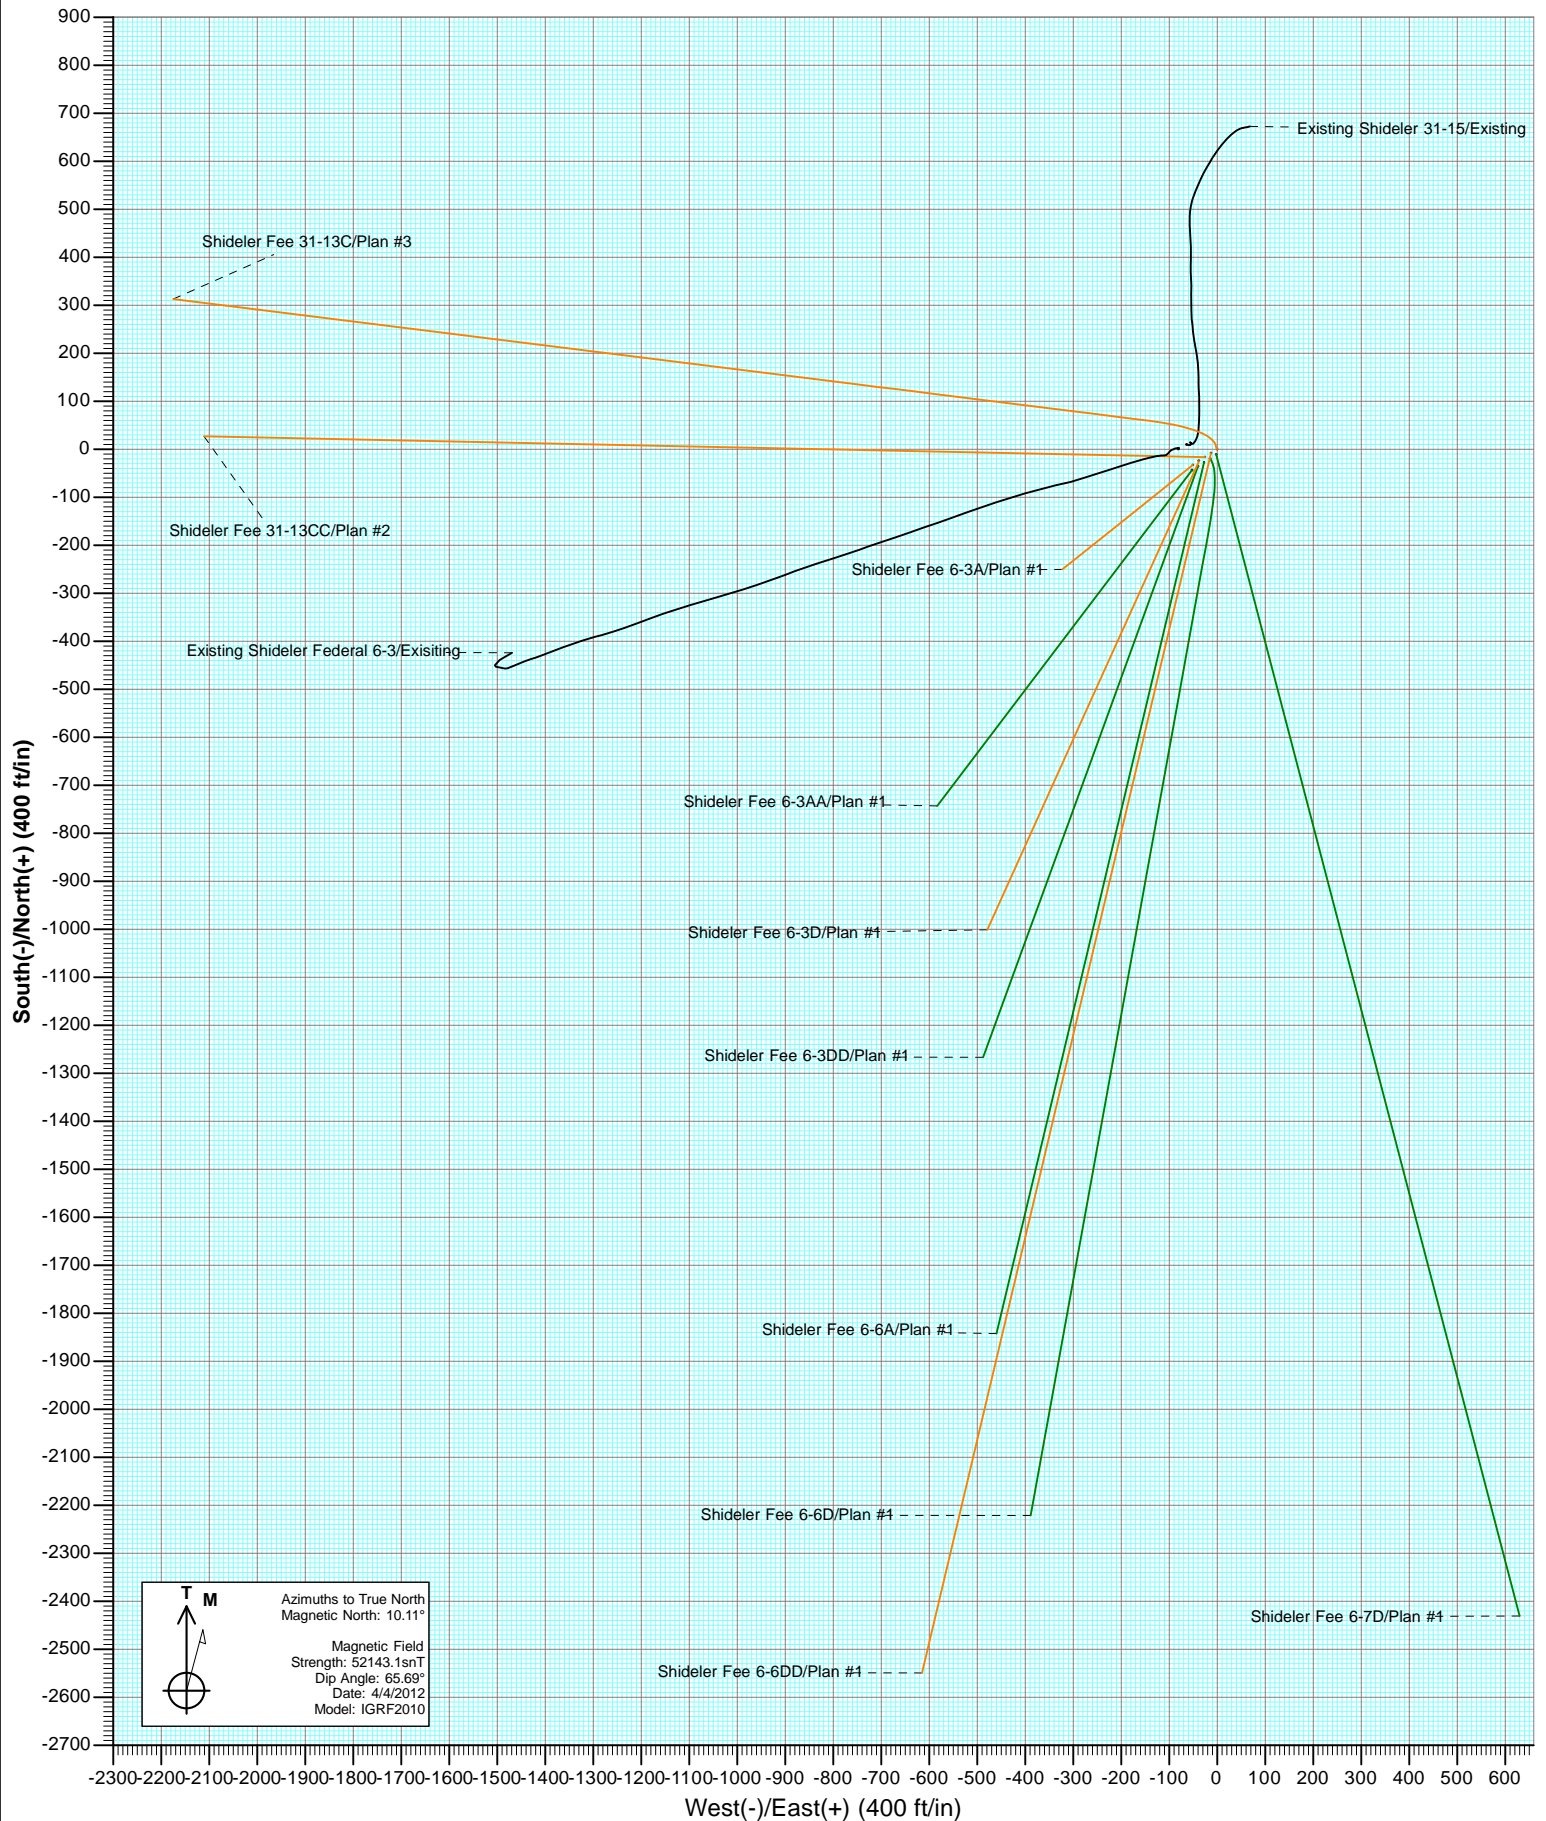 900
800
700
600
500
400
300
200
100
0
-100
-200
-300
-400
-500
-600
-700
-800
-900
-1000
-1100
-1200
-1300
-1400
-1500
-1600
-1700
-1800
-1900
-2000
-2100
-2200
-2300
-2400
-2500
-2600
-2700
South(-)/North(+) (400 ft/in)
Existing Shideler 31-15/Existing
Shideler Fee 31-13C/Plan #3
Shideler Fee 31-13CC/Plan #2
Shideler Fee 6-3A/Plan #1
Existing Shideler Federal 6-3/Exisiting
Shideler Fee 6-3AA/Plan #1
Shideler Fee 6-3D/Plan #1
Shideler Fee 6-3DD/Plan #1
Shideler Fee 6-6A/Plan #1
Shideler Fee 6-6D/Plan #1
Shideler Fee 6-7D/Plan #1
Shideler Fee 6-6DD/Plan #1
T M
Azimuths to True North
Magnetic North: 10.11°
Magnetic Field
Strength: 52143.1snT
Dip Angle: 65.69°
Date: 4/4/2012
Model: IGRF2010
-2300 -2200 -2100 -2000 -1900 -1800 -1700 -1600 -1500 -1400 -1300 -1200 -1100 -1000 -900 -800 -700 -600 -500 -400 -300 -200 -100 0 100 200 300 400 500 600
West(-)/East(+) (400 ft/in)